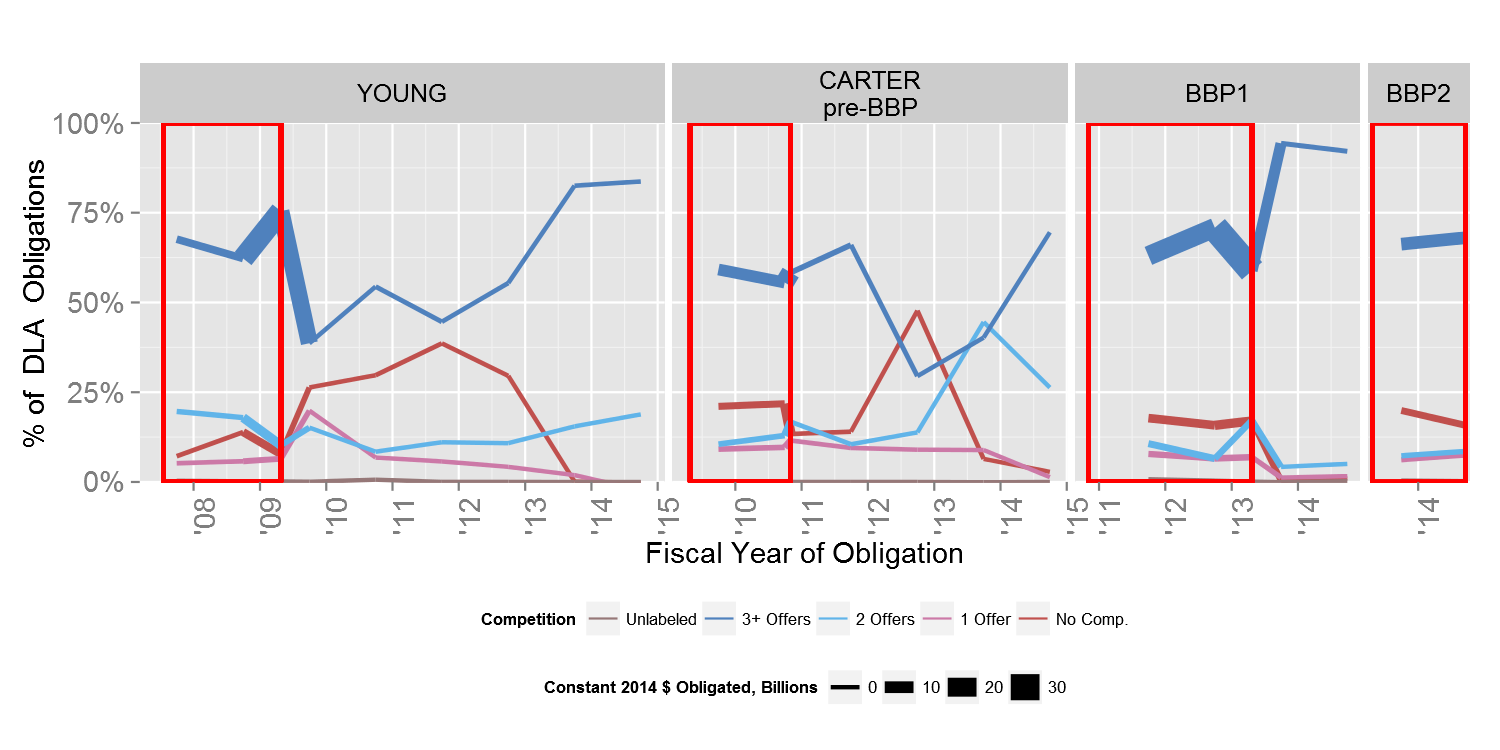 YOUNG
CARTER
pre-BBP
BBP1
BBP2
100%
75%
50%
25%
0%
% of DLA Obligations
'08
'09
'10
'11
'12
'13
'14
'15
'10
'11
'12
'13
'14
'15
'11
'12
'13
'14
'14
Fiscal Year of Obligation
Competition Unlabeled 3+ Offers 2 Offers 1 Offer No Comp.
Constant 2014 $ Obligated, Billions 0 10 20 30